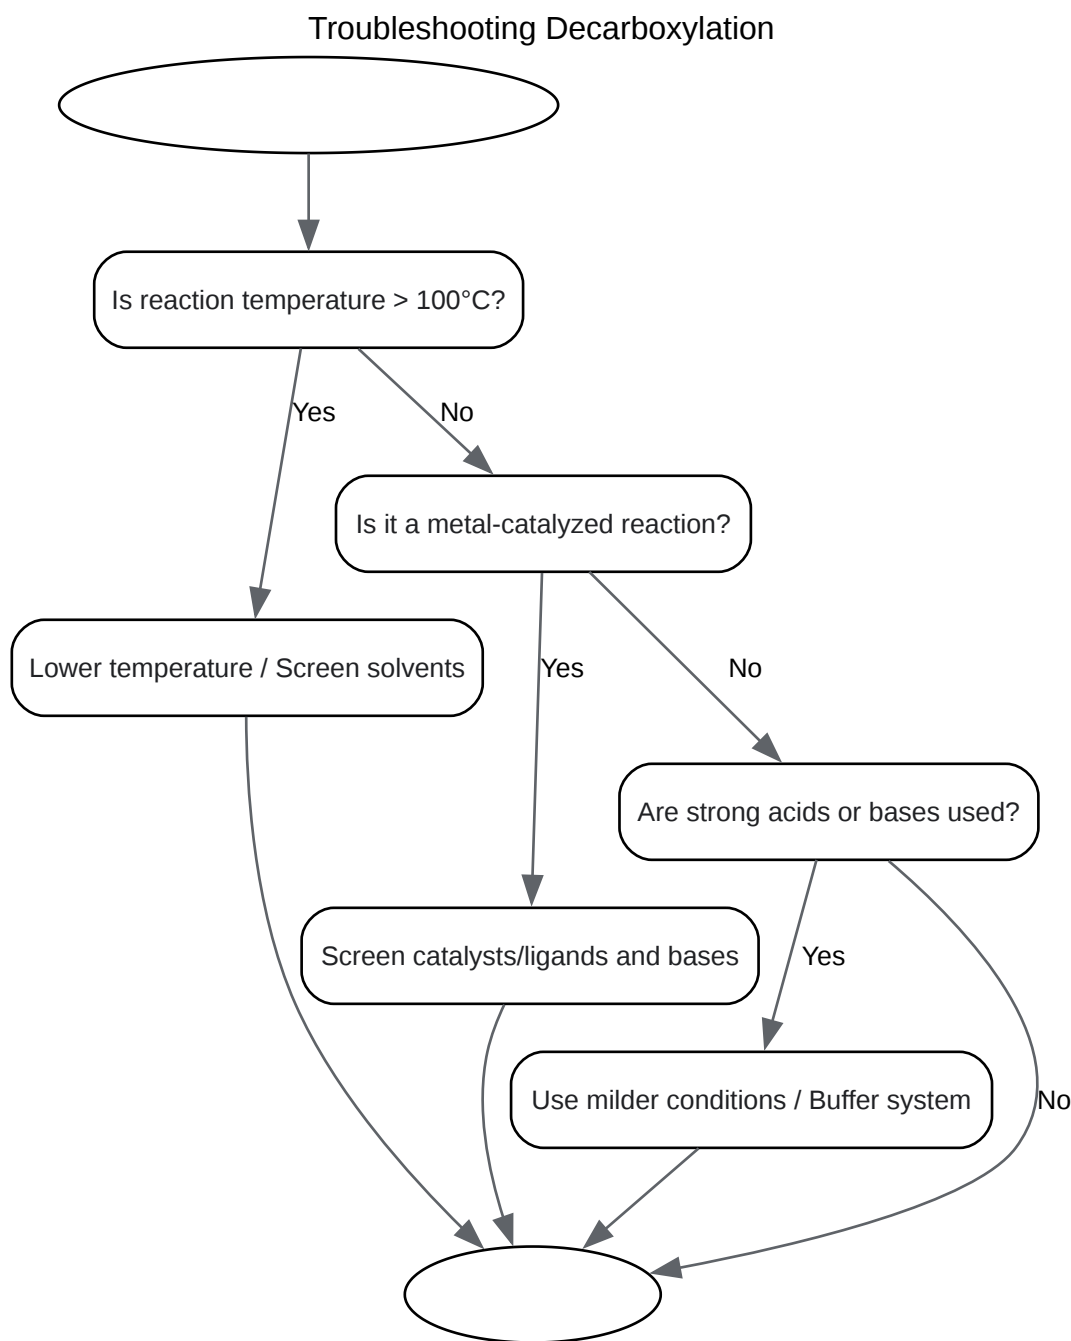 Troubleshooting Decarboxylation
Is reaction temperature > 100°C?
Yes
No
Is it a metal-catalyzed reaction?
Lower temperature / Screen solvents
Yes
No
Are strong acids or bases used?
Screen catalysts/ligands and bases
Yes
Use milder conditions / Buffer system
No